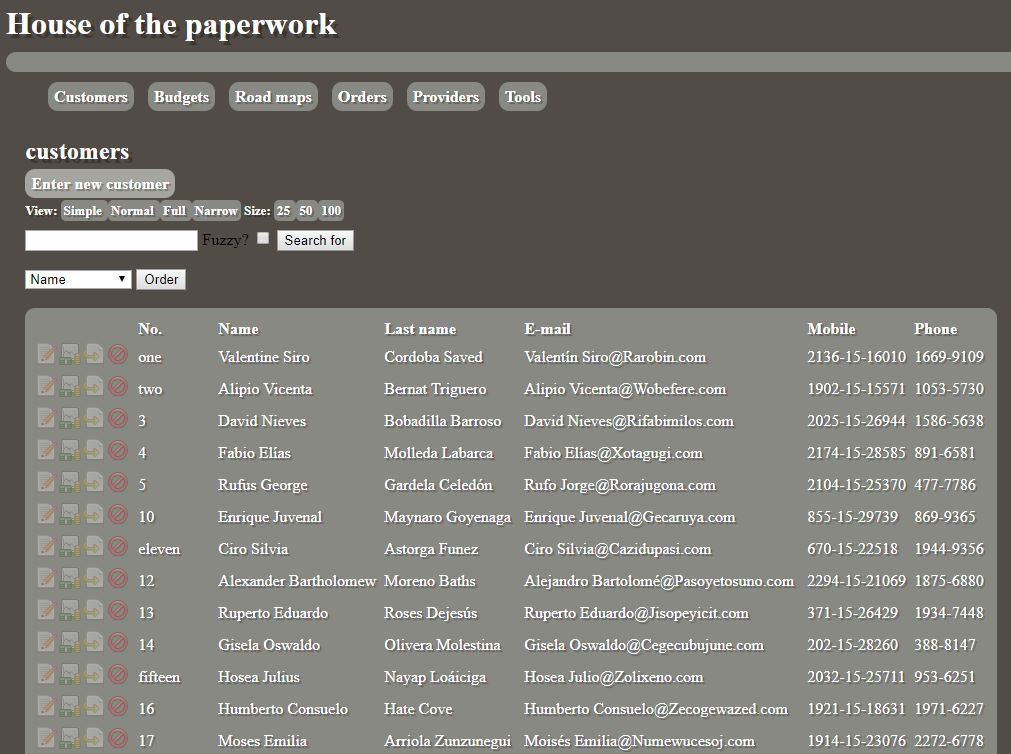 House of the paperwork
Customers Budgets Road maps Orders Providers Tools
customers
Enter new customer
View: Simple Normal Full Narrow Size: 25 50 100
Fuzzy? Search for
Name Order
No. Name Last name E-mail Mobile Phone
one Valentine Siro Cordoba Saved Valentín Siro@Rarobin.com 2136-15-16010 1669-9109
two Alipio Vicenta Bernat Triguero Alipio Vicenta@Wobefere.com 1902-15-15571 1053-5730
3 David Nieves Bobadilla Barroso David Nieves@Rifabimilos.com 2025-15-26944 1586-5638
4 Fabio Elías Molleda Labarca Fabio Elías@Xotagugi.com 2174-15-28585 891-6581
5 Rufus George Gardela Celedón Rufo Jorge@Rorajugona.com 2104-15-25370 477-7786
10 Enrique Juvenal Maynaro Goyenaga Enrique Juvenal@Gecaruya.com 855-15-29739 869-9365
eleven Ciro Silvia Astorga Funez Ciro Silvia@Cazidupasi.com 670-15-22518 1944-9356
12 Alexander Bartholomew Moreno Baths Alejandro Bartolomé@Pasoyetosuno.com 2294-15-21069 1875-6880
13 Ruperto Eduardo Roses Dejesús Ruperto Eduardo@Jisopeyicit.com 371-15-26429 1934-7448
14 Gisela Oswaldo Olivera Molestina Gisela Oswaldo@Cegecubujune.com 202-15-28260 388-8147
fifteen Hosea Julius Nayap Loáiciga Hosea Julio@Zolixeno.com 2032-15-25711 953-6251
16 Humberto Consuelo Hate Cove Humberto Consuelo@Zecogewazed.com 1921-15-18631 1971-6227
17 Moses Emilia Arriola Zunzunegui Moisés Emilia@Numewucesoj.com 1914-15-23076 2272-6778